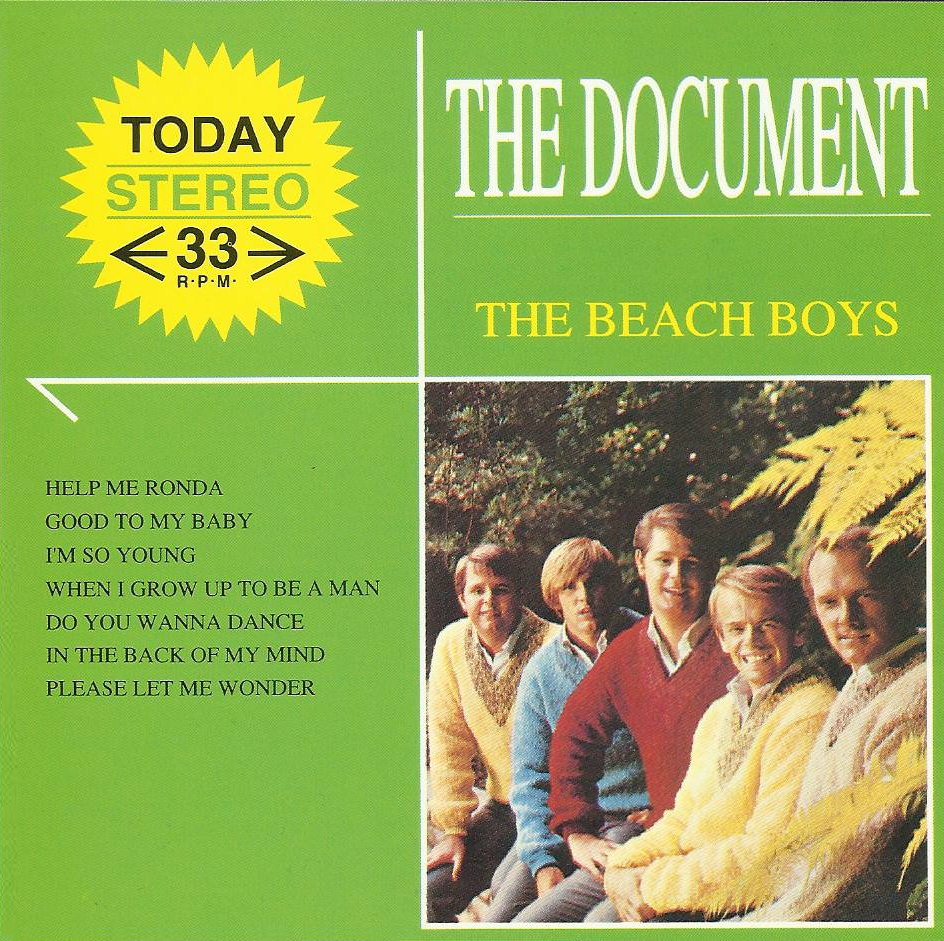 TODAY
STEREO
33
R·P·M·
THE DOCUMENT
THE BEACH BOYS
HELP ME RONDA
GOOD TO MY BABY
I'M SO YOUNG
WHEN I GROW UP TO BE A MAN
DO YOU WANNA DANCE
IN THE BACK OF MY MIND
PLEASE LET ME WONDER